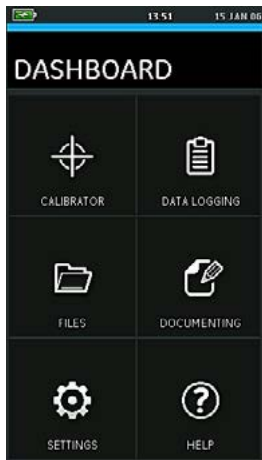 13:51 15 JAN 06
DASHBOARD
CALIBRATOR DATA LOGGING
FILES DOCUMENTING
SETTINGS HELP